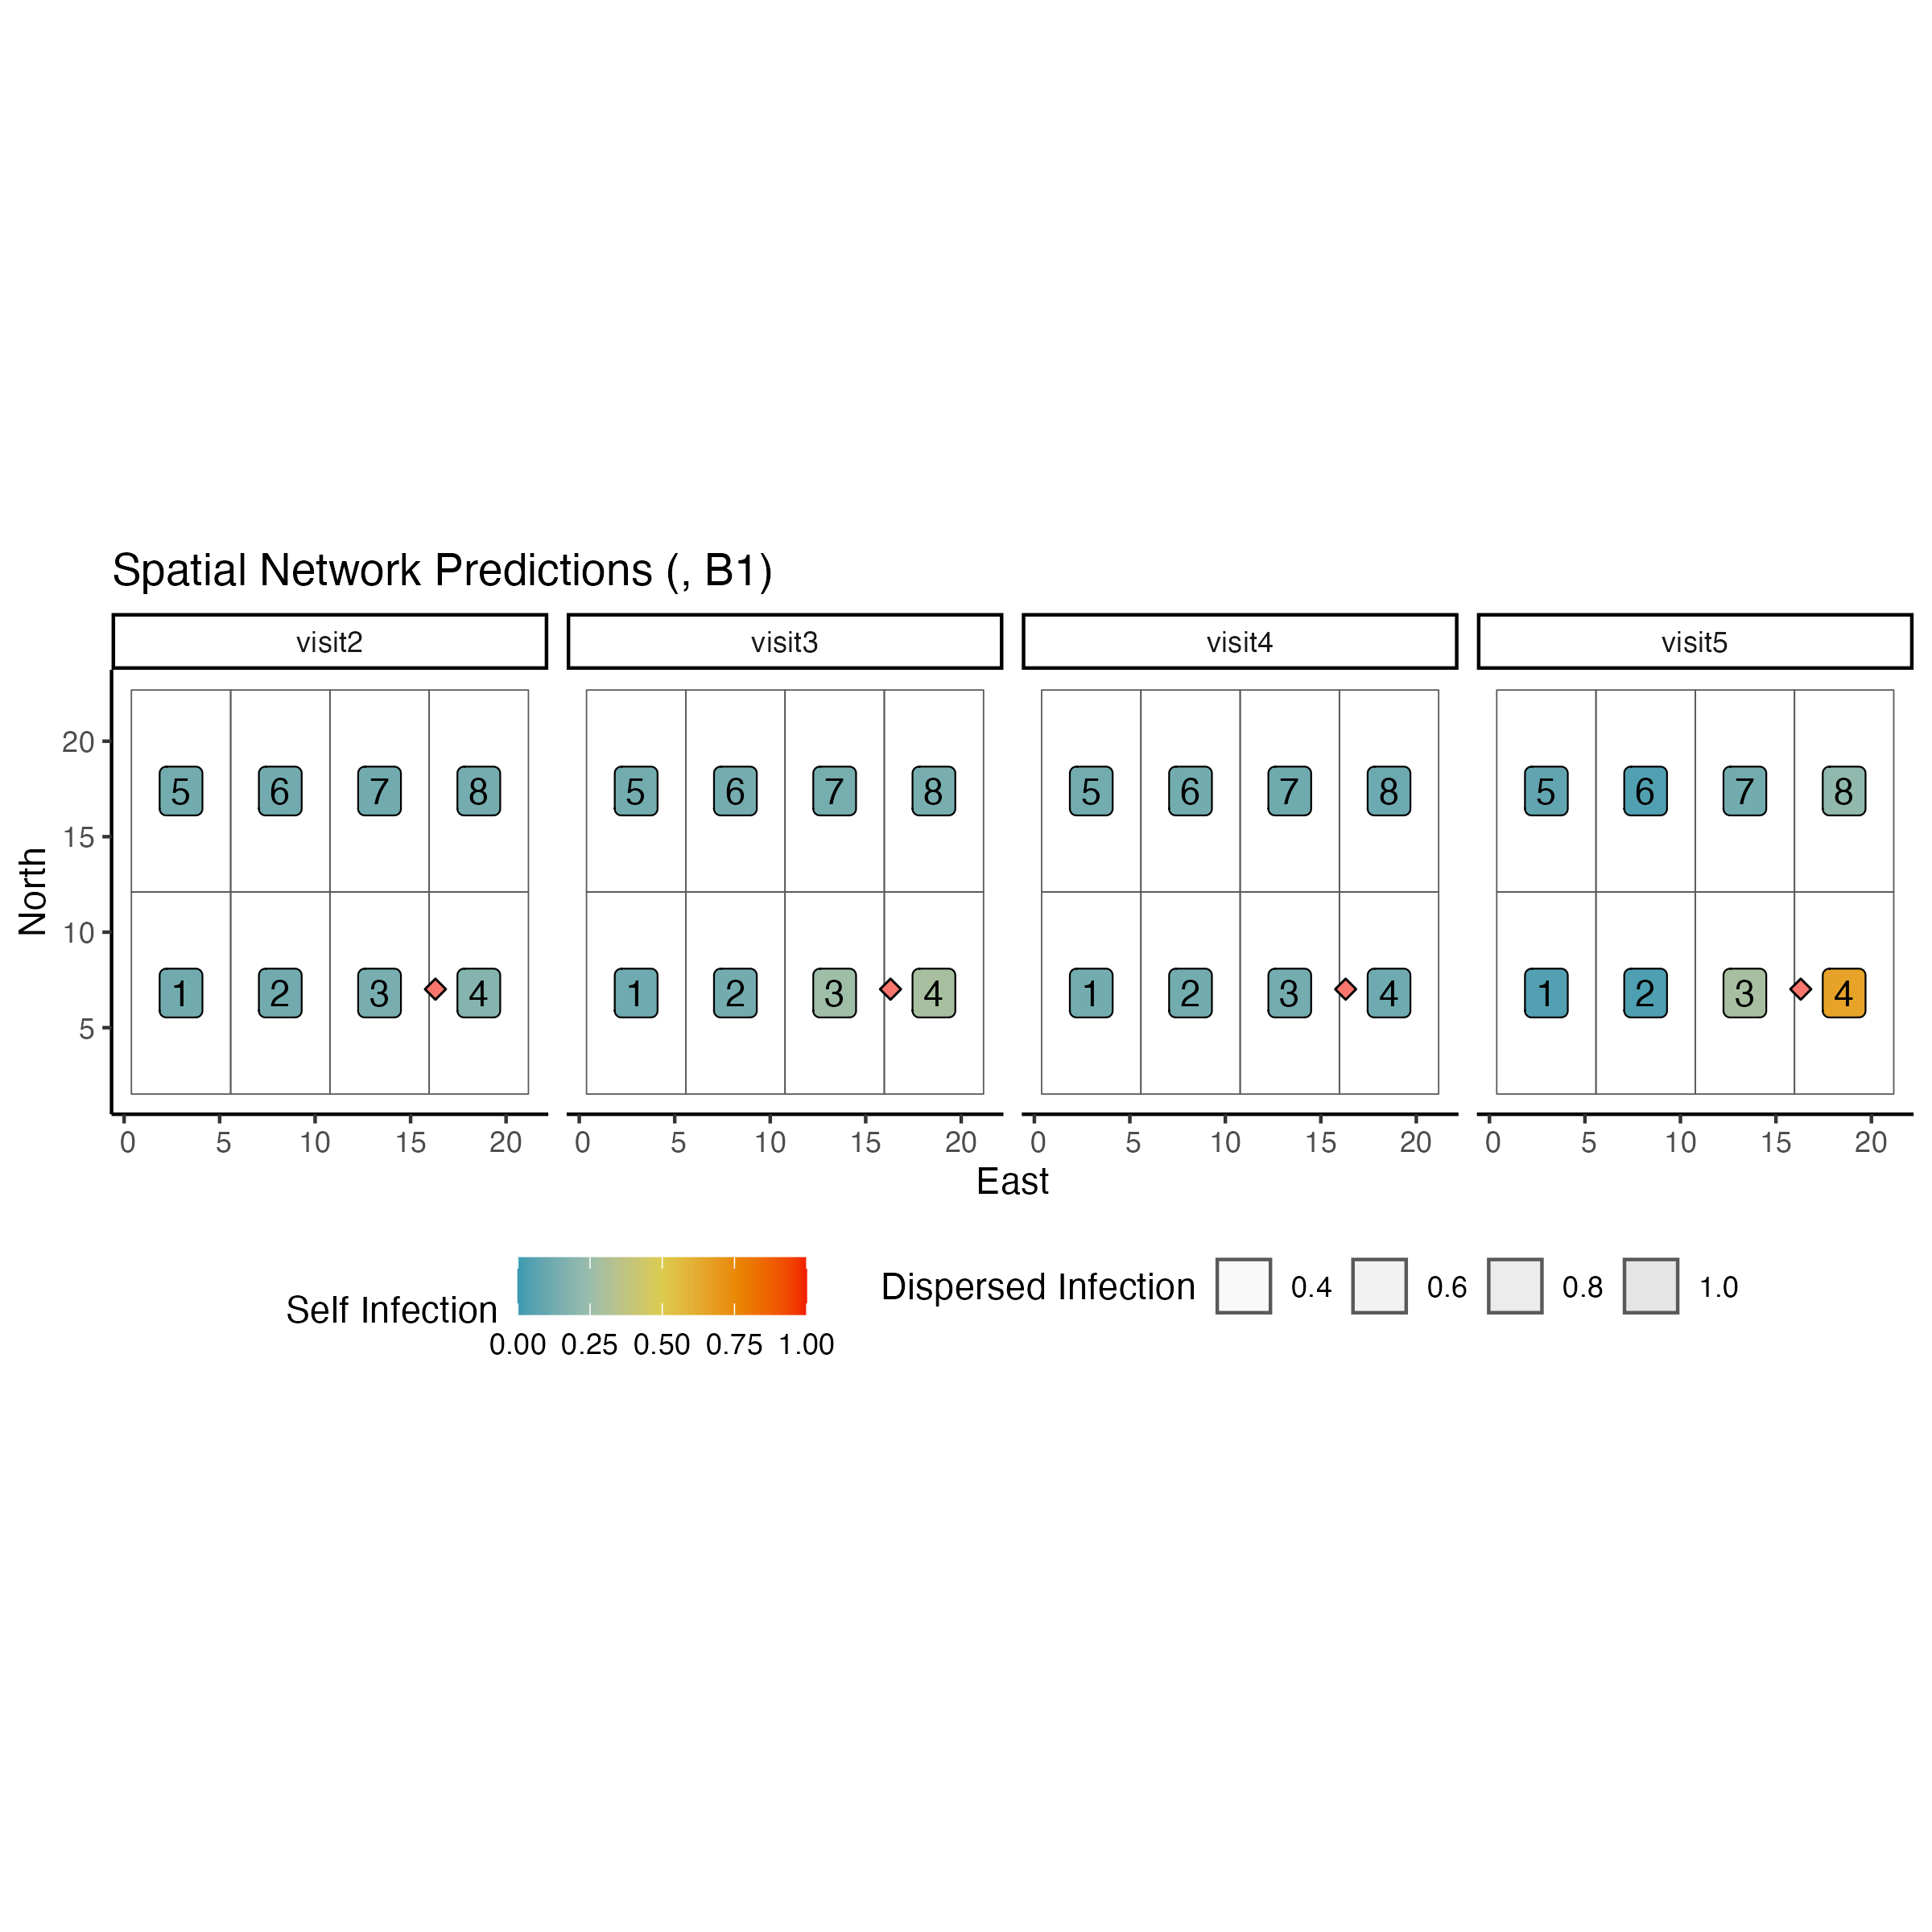 Spatial Network Predictions (, B1)
visit2 visit3 visit4 visit5
20
15
10
5
North
5 6 7 8 5 6 7 8 5 6 7 8 5 6 7 8
1 2 3 4 1 2 3 4 1 2 3 4 1 2 3 4
0 5 10 15 20 0 5 10 15 20 0 5 10 15 20 0 5 10 15 20
East
Self Infection
0.00 0.25 0.50 0.75 1.00
Dispersed Infection 0.4 0.6 0.8 1.0